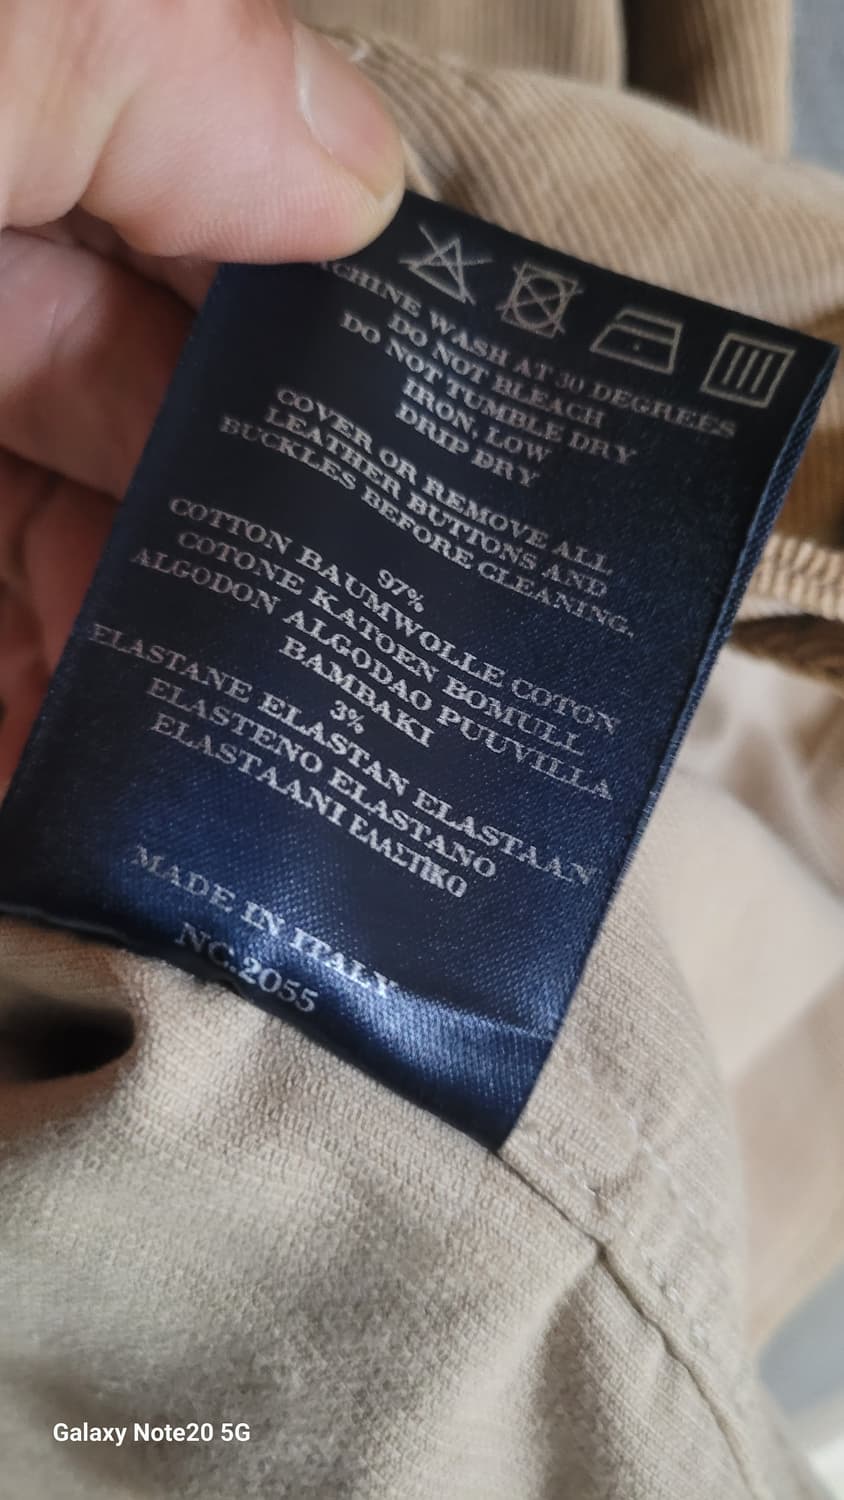 MACHINE WASH AT 30 DEGREES
DO NOT BLEACH
DO NOT TUMBLE DRY
IRON, LOW
DRIP DRY
COVER OR REMOVE ALL
LEATHER BUTTONS AND
BUCKLES BEFORE CLEANING.
97%
COTTON BAUMWOLLE COTON
COTONE KATOEN BOMULL
ALGODON ALGODAO PUUVILLA
BAMBAKI
3%
ELASTANE ELASTAN ELASTAAN
ELASTENO ELASTANO
ELASTAANI ΕΛΑΣΤΙΚΟ
MADE IN ITALY
NC.2055
Galaxy Note20 5G